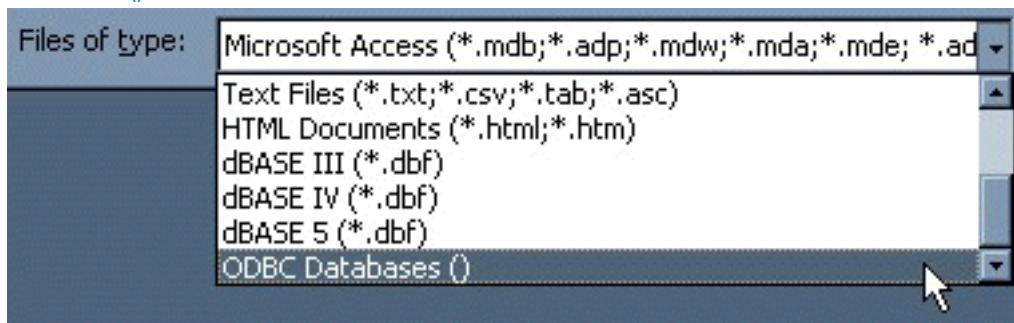 Files of type: Microsoft Access (*.mdb;*.adp;*.mdw;*.mda;*.mde; *.ad
Text Files (*.txt;*.csv;*.tab;*.asc)
HTML Documents (*.html;*.htm)
dBASE III (*.dbf)
dBASE IV (*.dbf)
dBASE 5 (*.dbf)
ODBC Databases ()